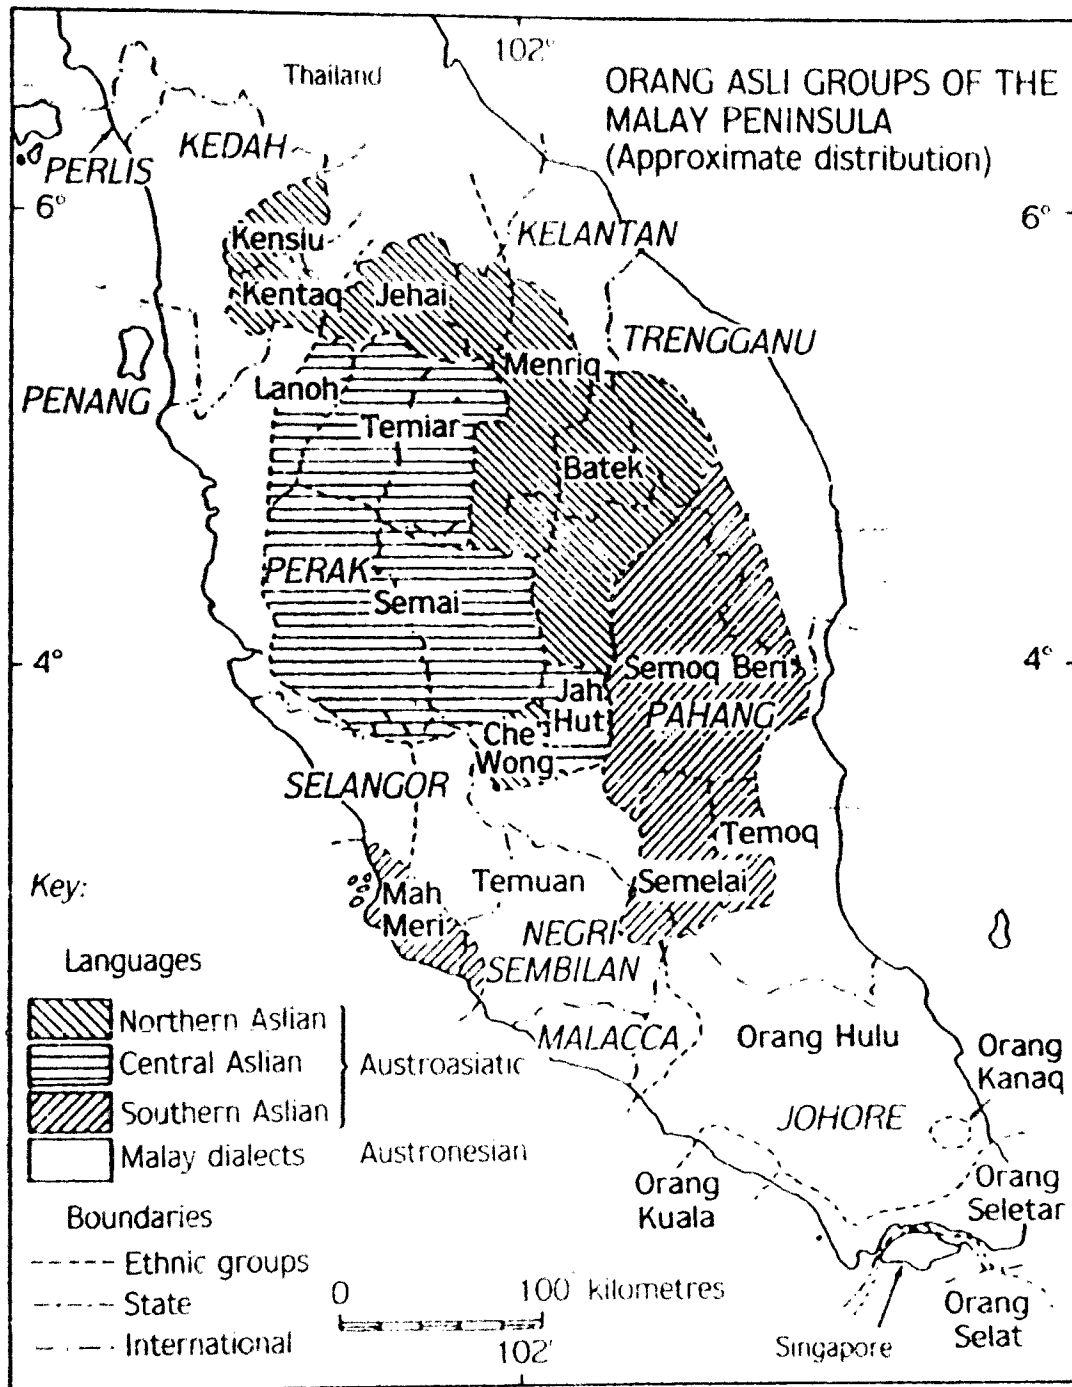 102°
Thailand
ORANG ASLI GROUPS OF THE
MALAY PENINSULA
(Approximate distribution)
KEDAH
PERLIS
6°
6°
Kensiu
KELANTAN
Kentaq
Jehai
TRENGGANU
Menriq
PENANG
Lanoh
Temiar
Batek
PERAK
Semai
4°
4°
Semoq Beri
Jah
Hut
PAHANG
Che
Wong
SELANGOR
Temoq
Key:
Mah
Meri
Temuan
Semelai
NEGRI
SEMBILAN
Languages
Northern Aslian
Central Aslian
Austroasiatic
Southern Aslian
Malay dialects
Austronesian
MALACCA
Orang Hulu
Orang
Kanaq
JOHORE
Orang
Kuala
Orang
Seletar
Boundaries
Ethnic groups
State
International
0
100 kilometres
102'
Singapore
Orang
Selat